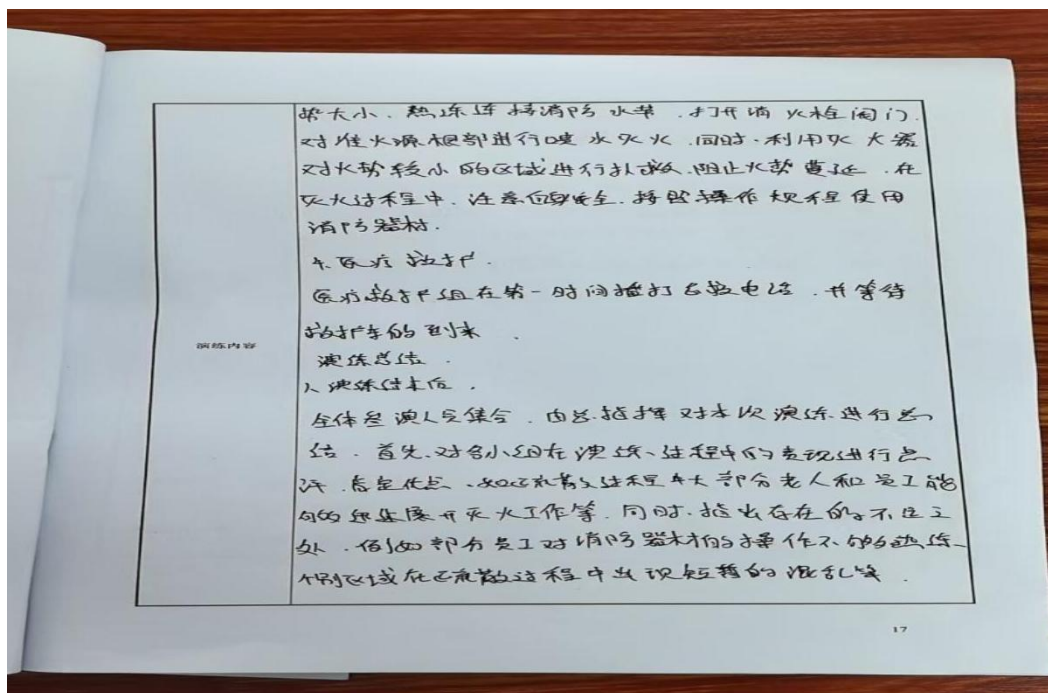 势大小、熟练连接消防水带，打开消火栓阀门.
对准火源根部进行喷水灭火，同时，利用灭火器
对火势较小的区域进行扑救、阻止火势蔓延，在
灭火过程中，注意自身安全，按照操作规程使用
消防器材.
医疗救护.
医疗救护组在第一时间拨打急救电话，并等待
救护车的到来.
演练内容
演练总结.
1、演练结束后，
全体参演人员集合，由总指挥对本次演练进行总
结，首先，对各小组在演练过程中的表现进行点
评，肯定优点，如在疏散过程中大部分老人和员工能
够迅速展开灭火工作等，同时，指出存在的不足之
处，例如部分员工对消防器材的操作不够熟练、
个别区域在疏散过程中出现短暂的混乱等.
17